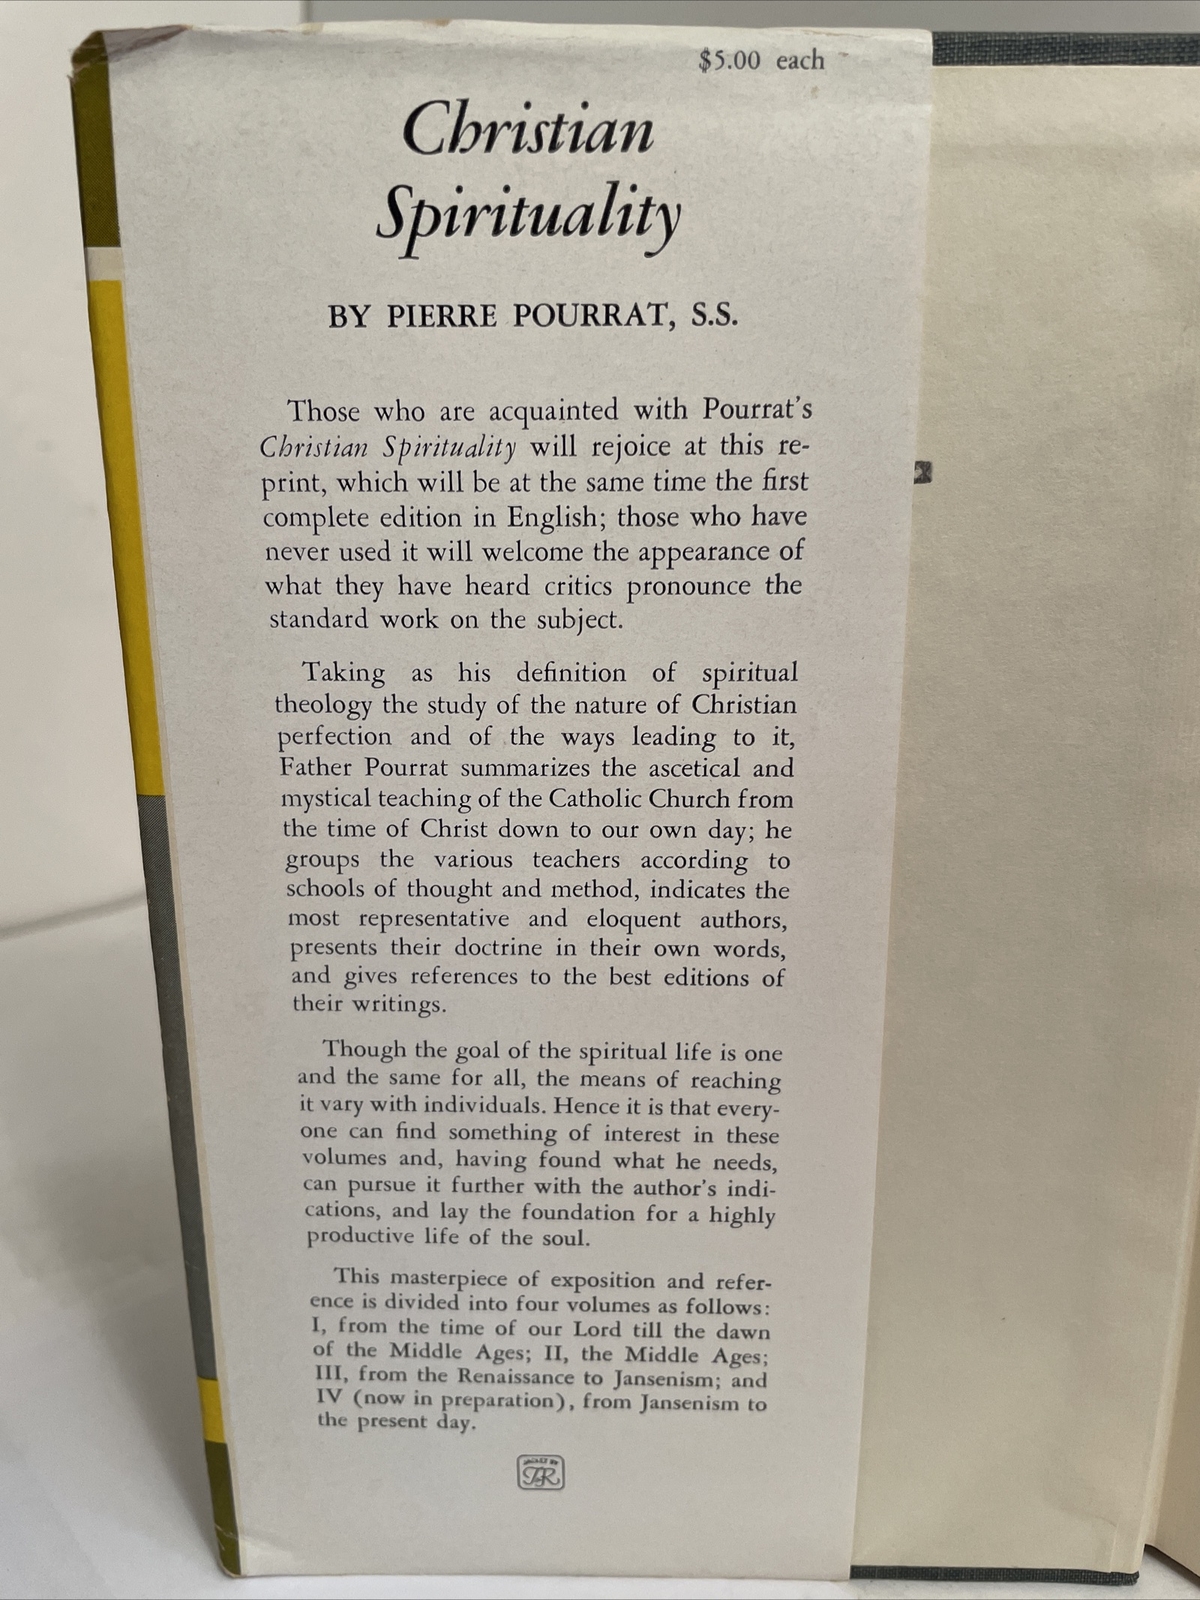 $5.00 each
Christian
Spirituality
BY PIERRE POURRAT, S.S.
Those who are acquainted with Pourrat's
Christian Spirituality will rejoice at this re-
print, which will be at the same time the first
complete edition in English; those who have
never used it will welcome the appearance of
what they have heard critics pronounce the
standard work on the subject.
Taking as his definition of spiritual
theology the study of the nature of Christian
perfection and of the ways leading to it,
Father Pourrat summarizes the ascetical and
mystical teaching of the Catholic Church from
the time of Christ down to our own day; he
groups the various teachers according to
schools of thought and method, indicates the
most representative and eloquent authors,
presents their doctrine in their own words,
and gives references to the best editions of
their writings.
Though the goal of the spiritual life is one
and the same for all, the means of reaching
it vary with individuals. Hence it is that every-
one can find something of interest in these
volumes and, having found what he needs,
can pursue it further with the author's indi-
cations, and lay the foundation for a highly
productive life of the soul.
This masterpiece of exposition and refer-
ence is divided into four volumes as follows:
I, from the time of our Lord till the dawn
of the Middle Ages; II, the Middle Ages;
III, from the Renaissance to Jansenism; and
IV (now in preparation), from Jansenism to
the present day.
JACKET BY